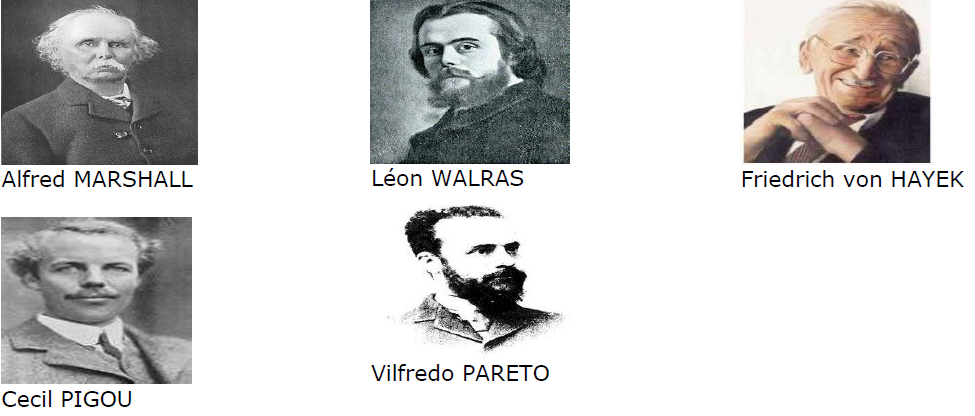 Alfred MARSHALL
Léon WALRAS
Friedrich von HAYEK
Cecil PIGOU
Vilfredo PARETO